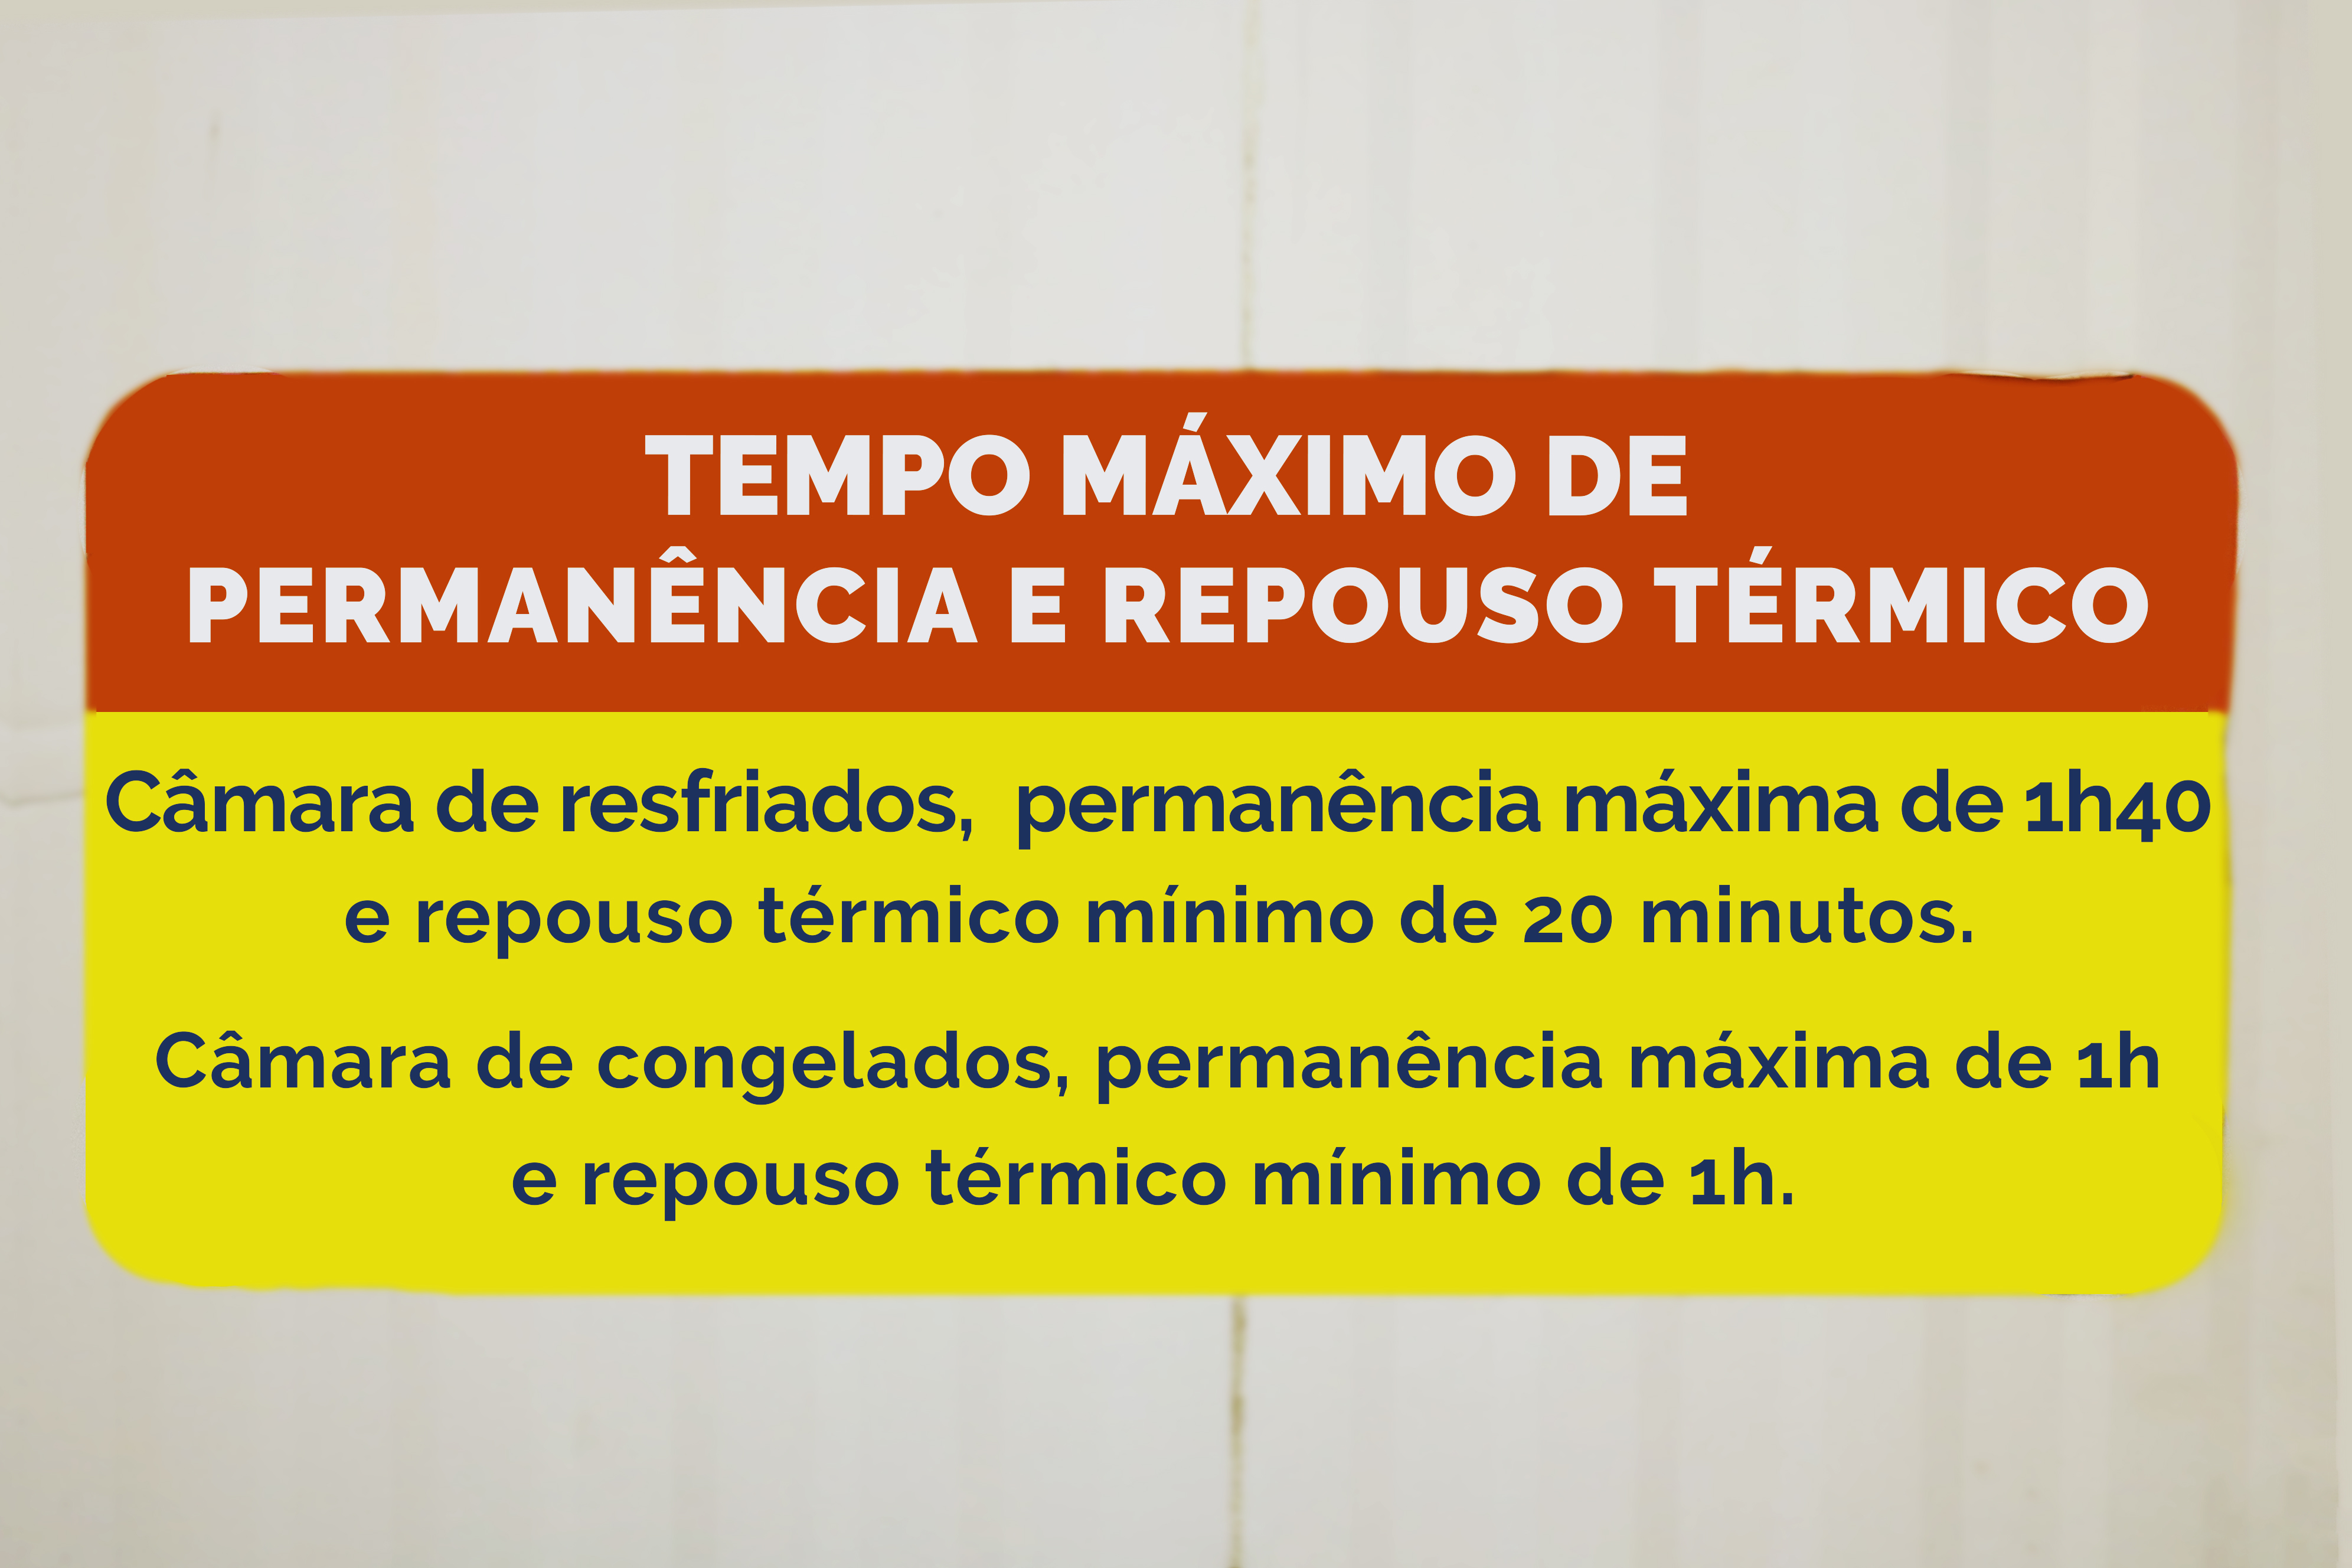 TEMPO MÁXIMO DE
PERMANÊNCIA E REPOUSO TÉRMICO
Câmara de resfriados, permanência máxima de 1h40
e repouso térmico mínimo de 20 minutos.
Câmara de congelados, permanência máxima de 1h
e repouso térmico mínimo de 1h.